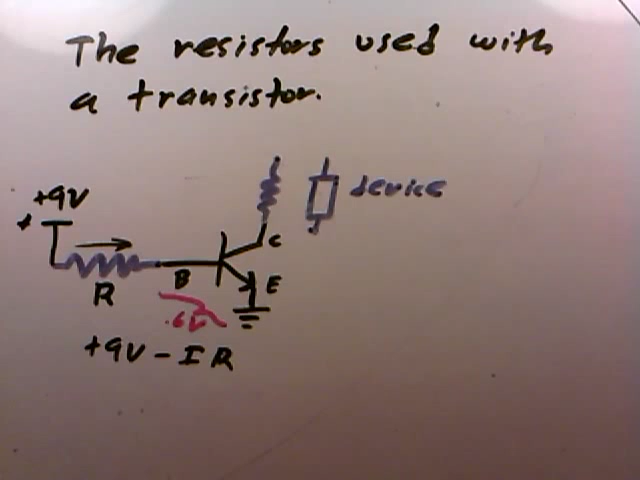 The resistors used with
a transistor.
+9V
device
+
C
R
B
E
.6V
+9V - IR